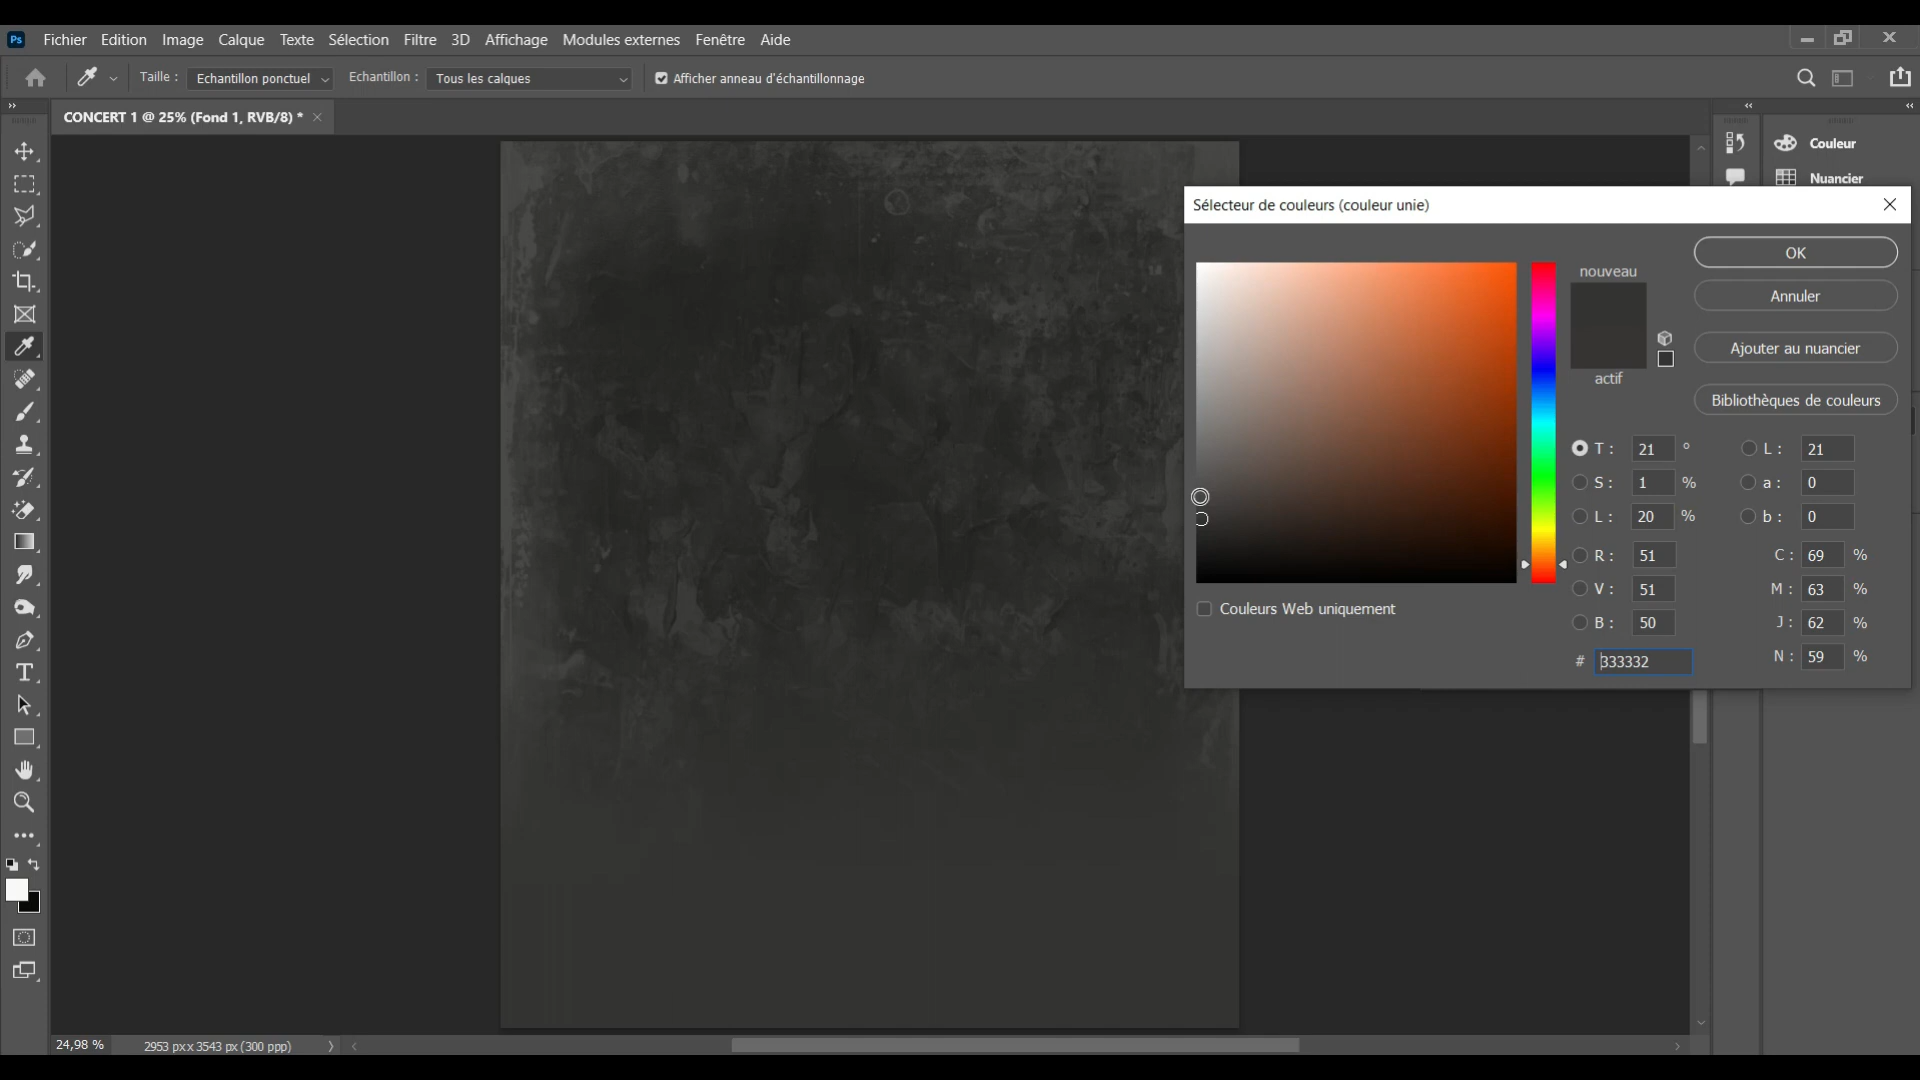 Ps Fichier Edition Image Calque Texte Sélection Filtre 3D Affichage Modules externes Fenêtre Aide
Taille : Echantillon ponctuel Echantillon : Tous les calques Afficher anneau d'échantillonnage
CONCERT 1 @ 25% (Fond 1, RVB/8) *
Couleur
Nuancier
Sélecteur de couleurs (couleur unie)
OK
nouveau
Annuler
Ajouter au nuancier
actif
Bibliothèques de couleurs
T : 21 ° L : 21
S : 1 % a : 0
L : 20 % b : 0
R : 51 C : 69 %
V : 51 M : 63 %
B : 50 J : 62 %
# 333332 N : 59 %
Couleurs Web uniquement
T
24,98 % 2953 px x 3543 px (300 ppp)